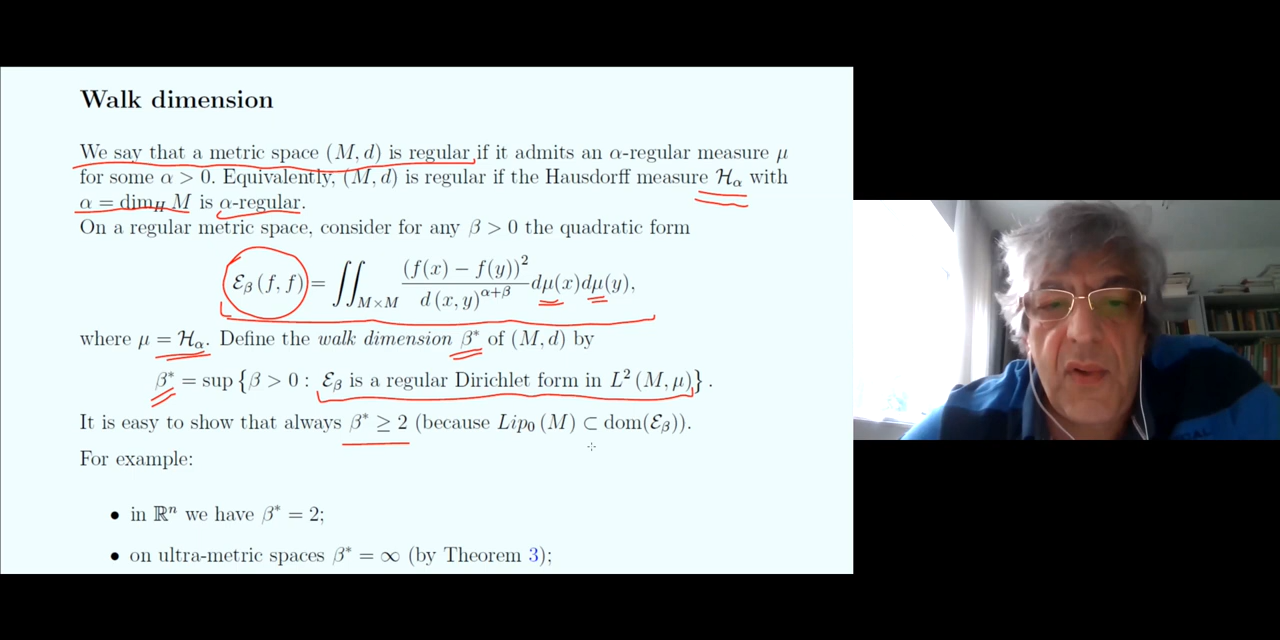 Walk dimension
We say that a metric space (M, d) is regular if it admits an α-regular measure μ
for some α > 0. Equivalently, (M, d) is regular if the Hausdorff measure ℋ_α with
α = dim_H M is α-regular.
On a regular metric space, consider for any β > 0 the quadratic form
ℰ_β (f, f) = ∬_{M×M} (f(x) − f(y))² / d (x, y)^{α+β} dμ(x)dμ(y),
where μ = ℋ_α. Define the walk dimension β* of (M, d) by
β* = sup {β > 0 : ℰ_β is a regular Dirichlet form in L² (M, μ)} .
It is easy to show that always β* ≥ 2 (because Lip₀ (M) ⊂ dom(ℰ_β)).
For example:
• in ℝⁿ we have β* = 2;
• on ultra-metric spaces β* = ∞ (by Theorem 3);